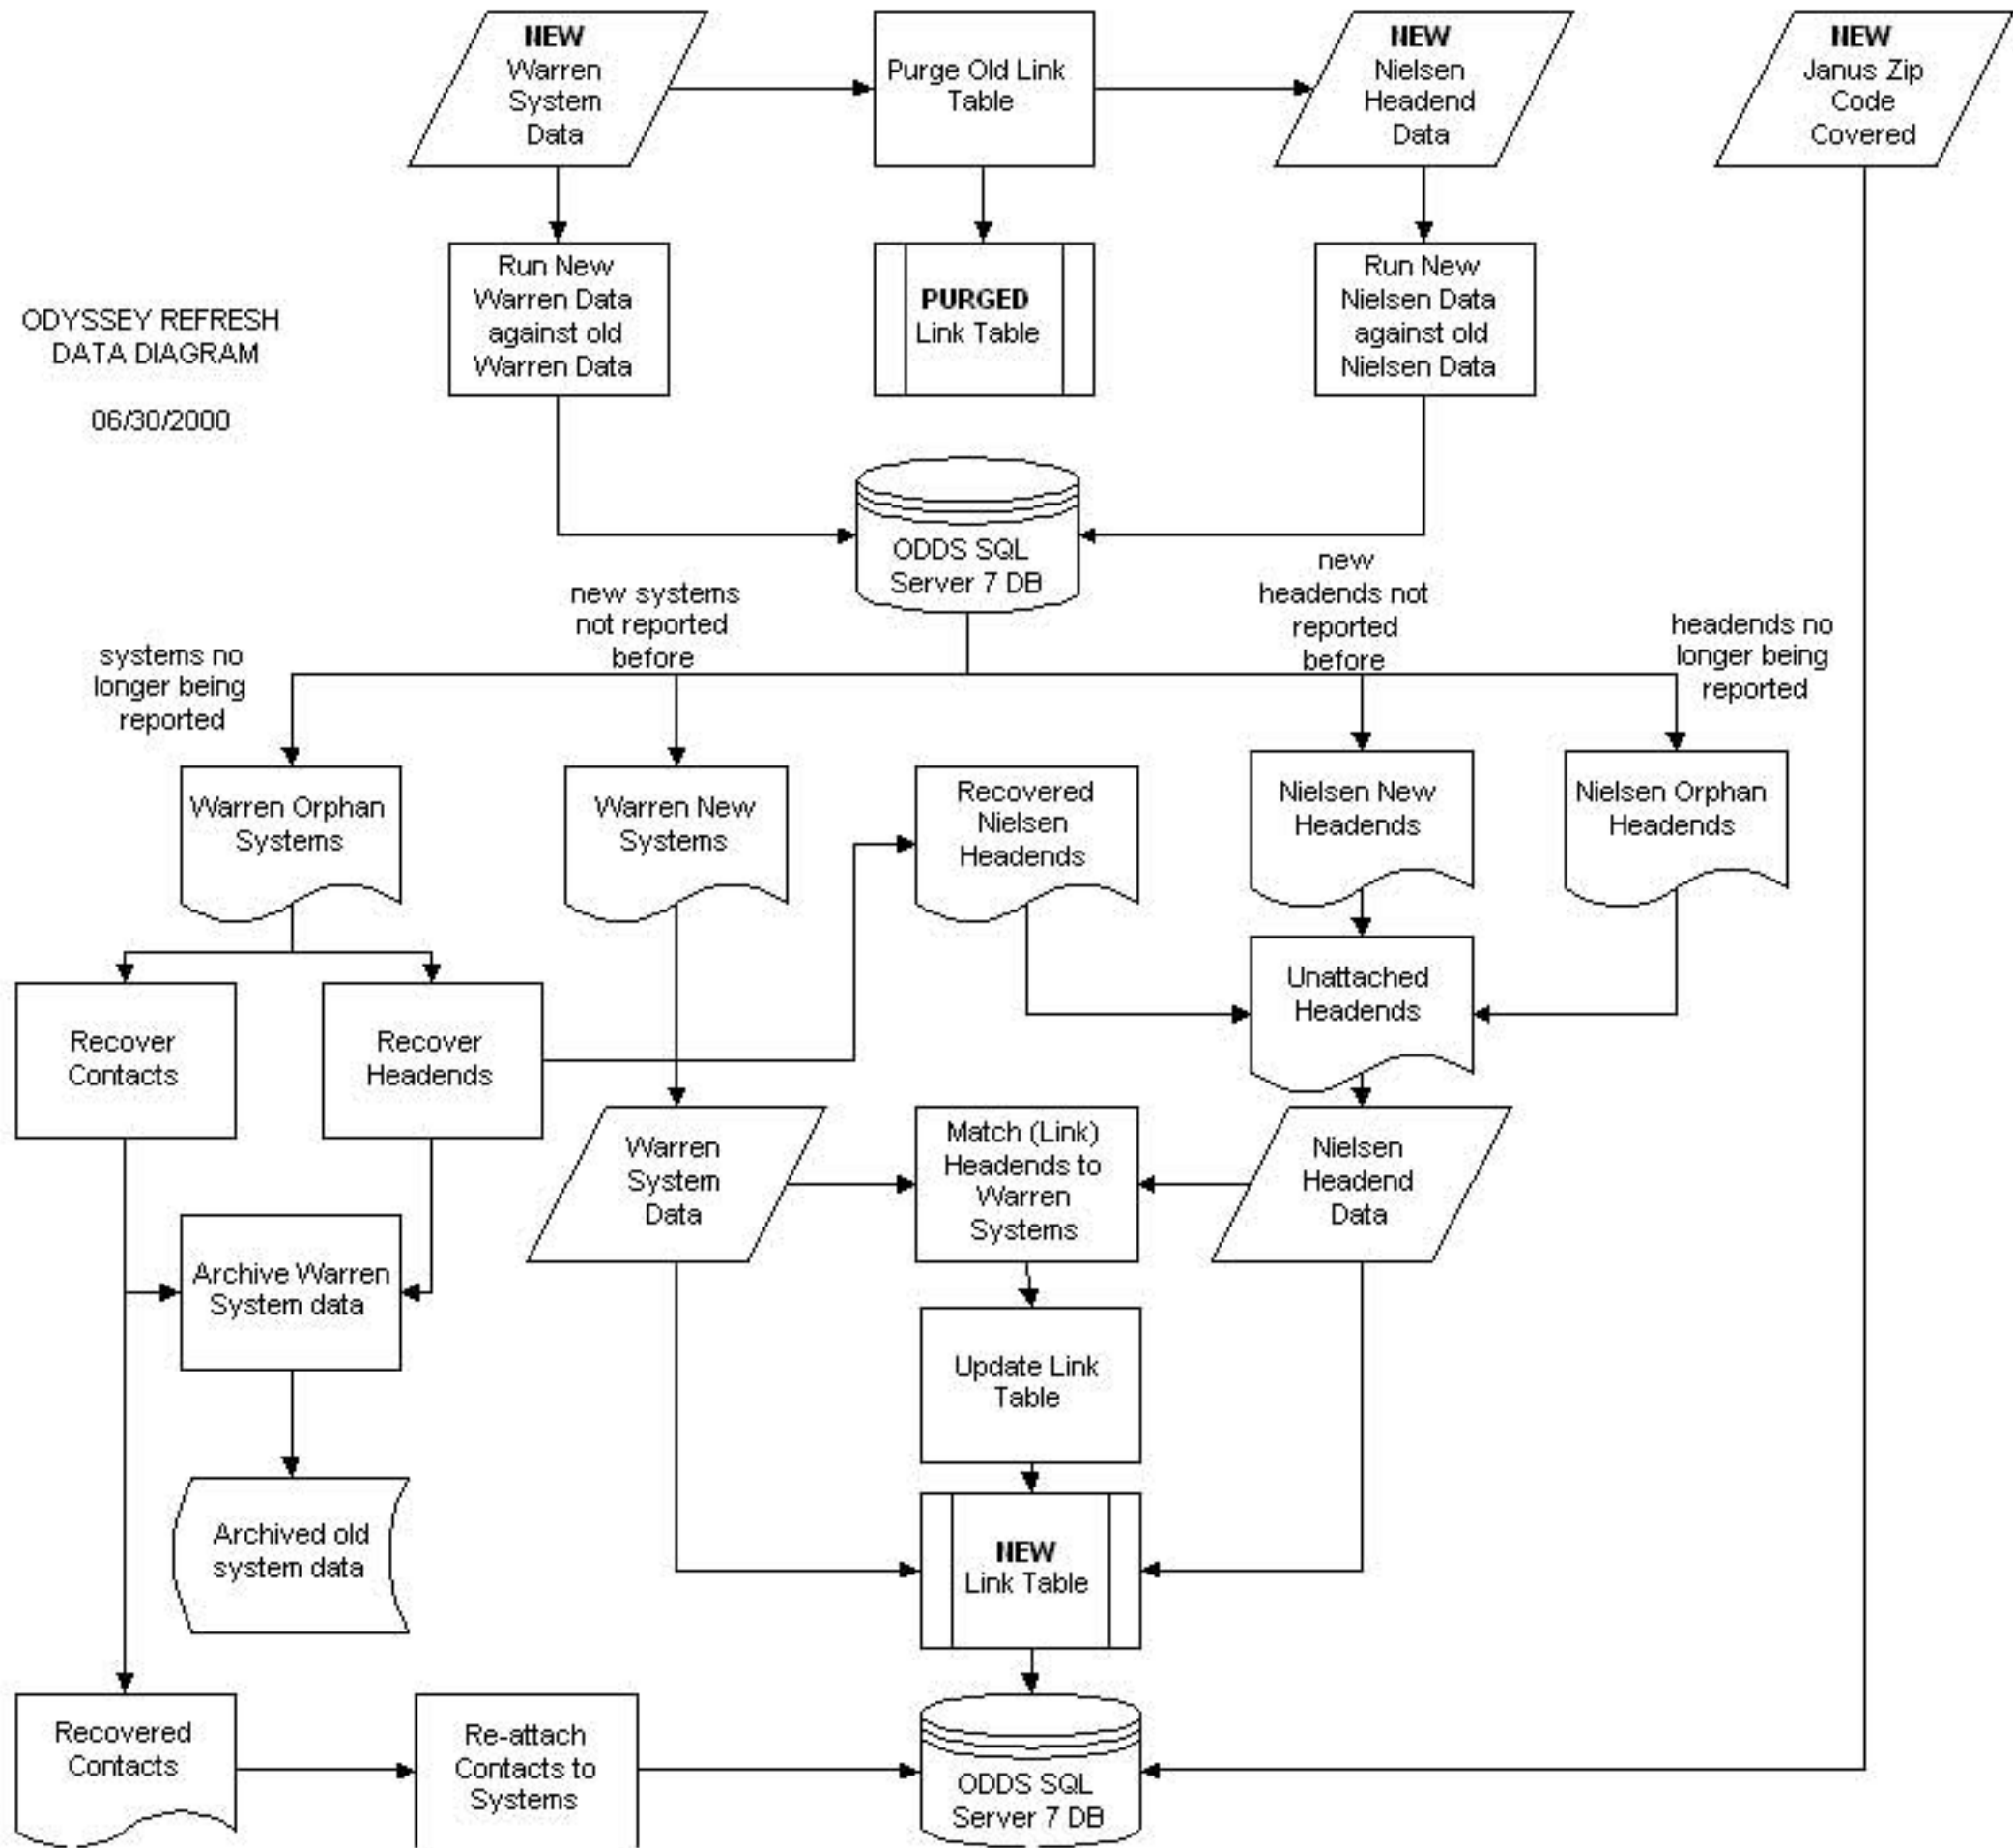 NEW
Warren
System
Data
Purge Old Link
Table
NEW
Nielsen
Headend
Data
NEW
Janus Zip
Code
Covered
Run New
Warren Data
against old
Warren Data
PURGED
Link Table
Run New
Nielsen Data
against old
Nielsen Data
ODYSSEY REFRESH
DATA DIAGRAM
06/30/2000
ODDS SQL
Server 7 DB
systems no
longer being
reported
new systems
not reported
before
new
headends not
reported
before
headends no
longer being
reported
Warren Orphan
Systems
Warren New
Systems
Recovered
Nielsen
Headends
Nielsen New
Headends
Nielsen Orphan
Headends
Unattached
Headends
Recover
Contacts
Recover
Headends
Warren
System
Data
Match (Link)
Headends to
Warren
Systems
Nielsen
Headend
Data
Archive Warren
System data
Update Link
Table
Archived old
system data
NEW
Link Table
Recovered
Contacts
Re-attach
Contacts to
Systems
ODDS SQL
Server 7 DB